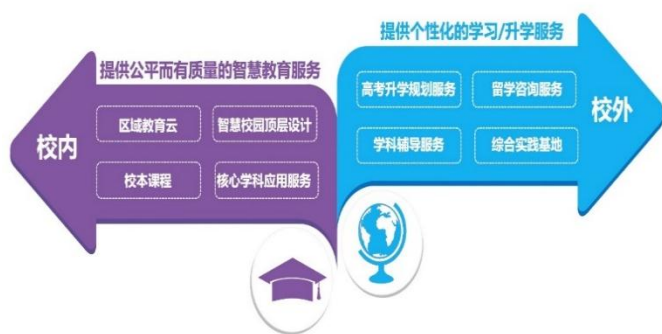 提供个性化的学习/升学服务
提供公平而有质量的智慧教育服务
校内
区域教育云
智慧校园顶层设计
校本课程
核心学科应用服务
高考升学规划服务
留学咨询服务
学科辅导服务
综合实践基地
校外